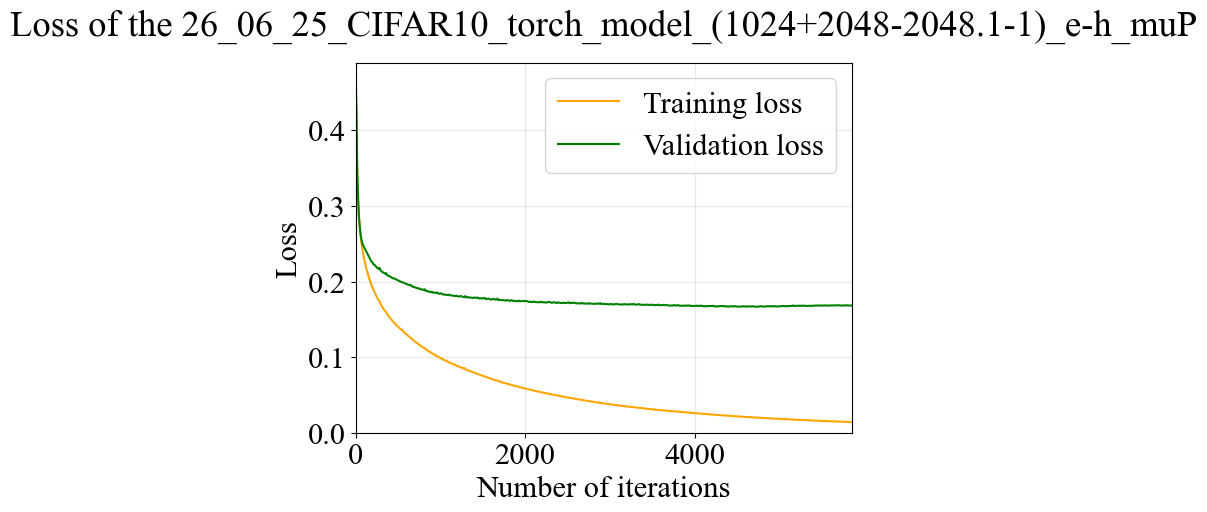 Loss of the 26_06_25_CIFAR10_torch_model_(1024+2048-2048.1-1)_e-h_muP
Training loss
Validation loss
0.4
0.3
0.2
0.1
0.0
Loss
0
2000
4000
Number of iterations